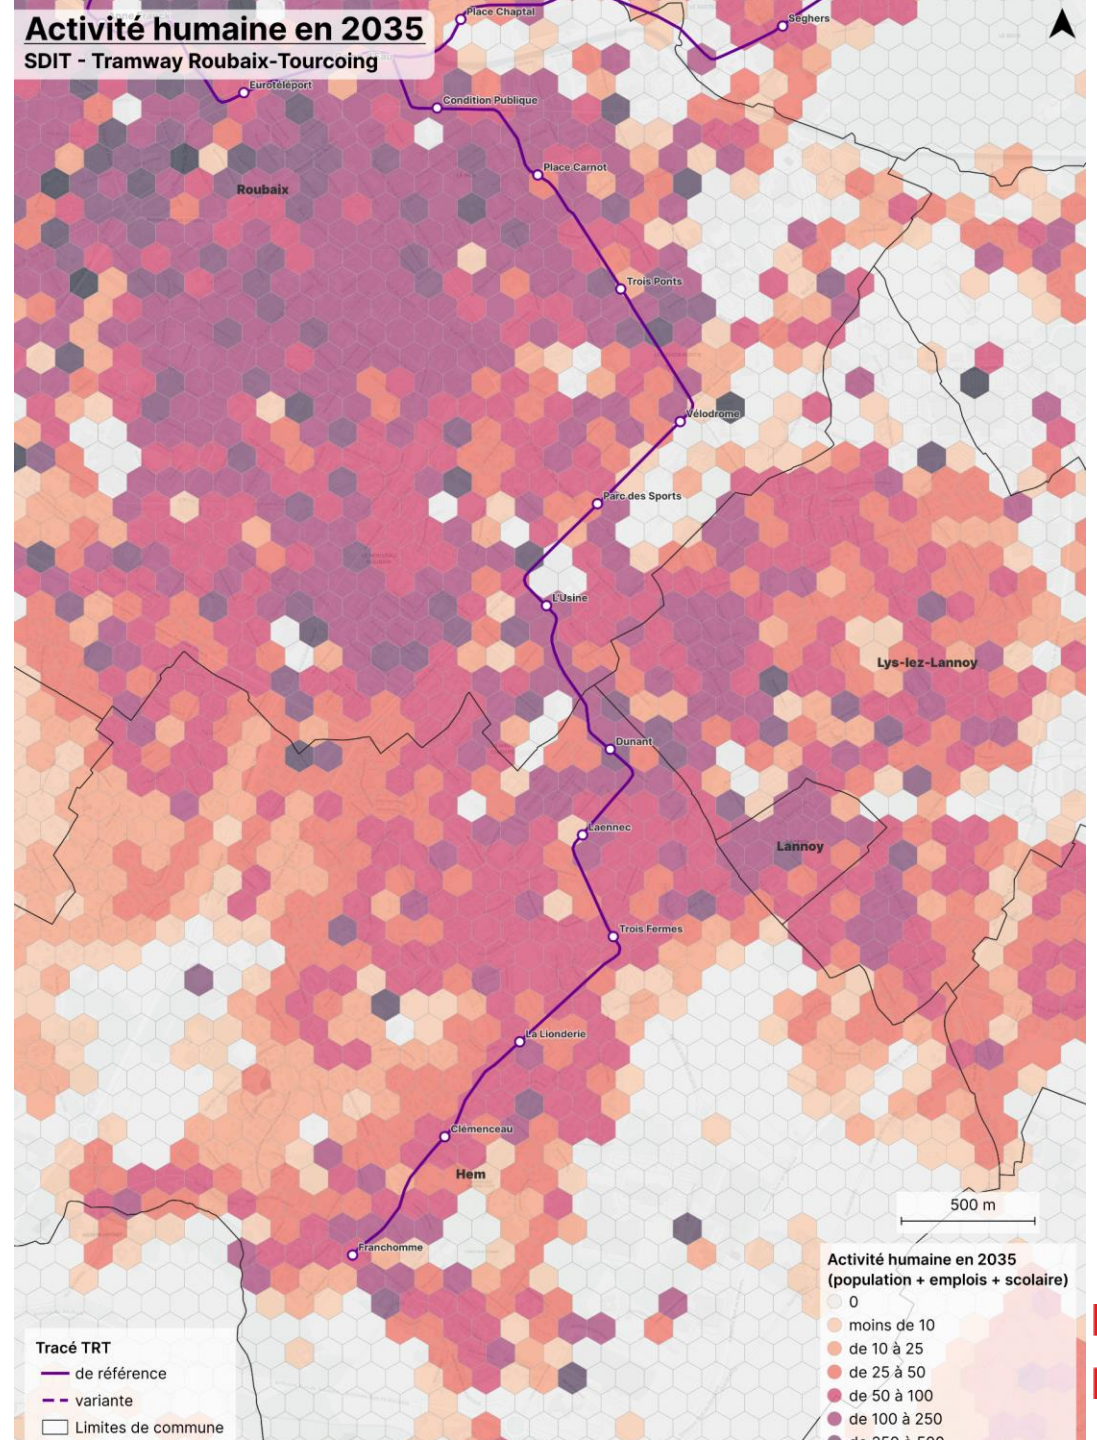 Activité humaine en 2035
SDIT - Tramway Roubaix-Tourcoing
Place Chaptal
Seghers
Eurotéléport
Condition Publique
Place Carnot
Roubaix
Trois Ponts
Vélodrome
Parc des Sports
L'Usine
Lys-lez-Lannoy
Dunant
Laennec
Lannoy
Trois Fermes
La Lionderie
Clémenceau
Hem
500 m
Franchomme
Activité humaine en 2035
(population + emplois + scolaire)
0
moins de 10
de 10 à 25
de 25 à 50
de 50 à 100
de 100 à 250
de 250 à 500
Tracé TRT
de référence
variante
Limites de commune